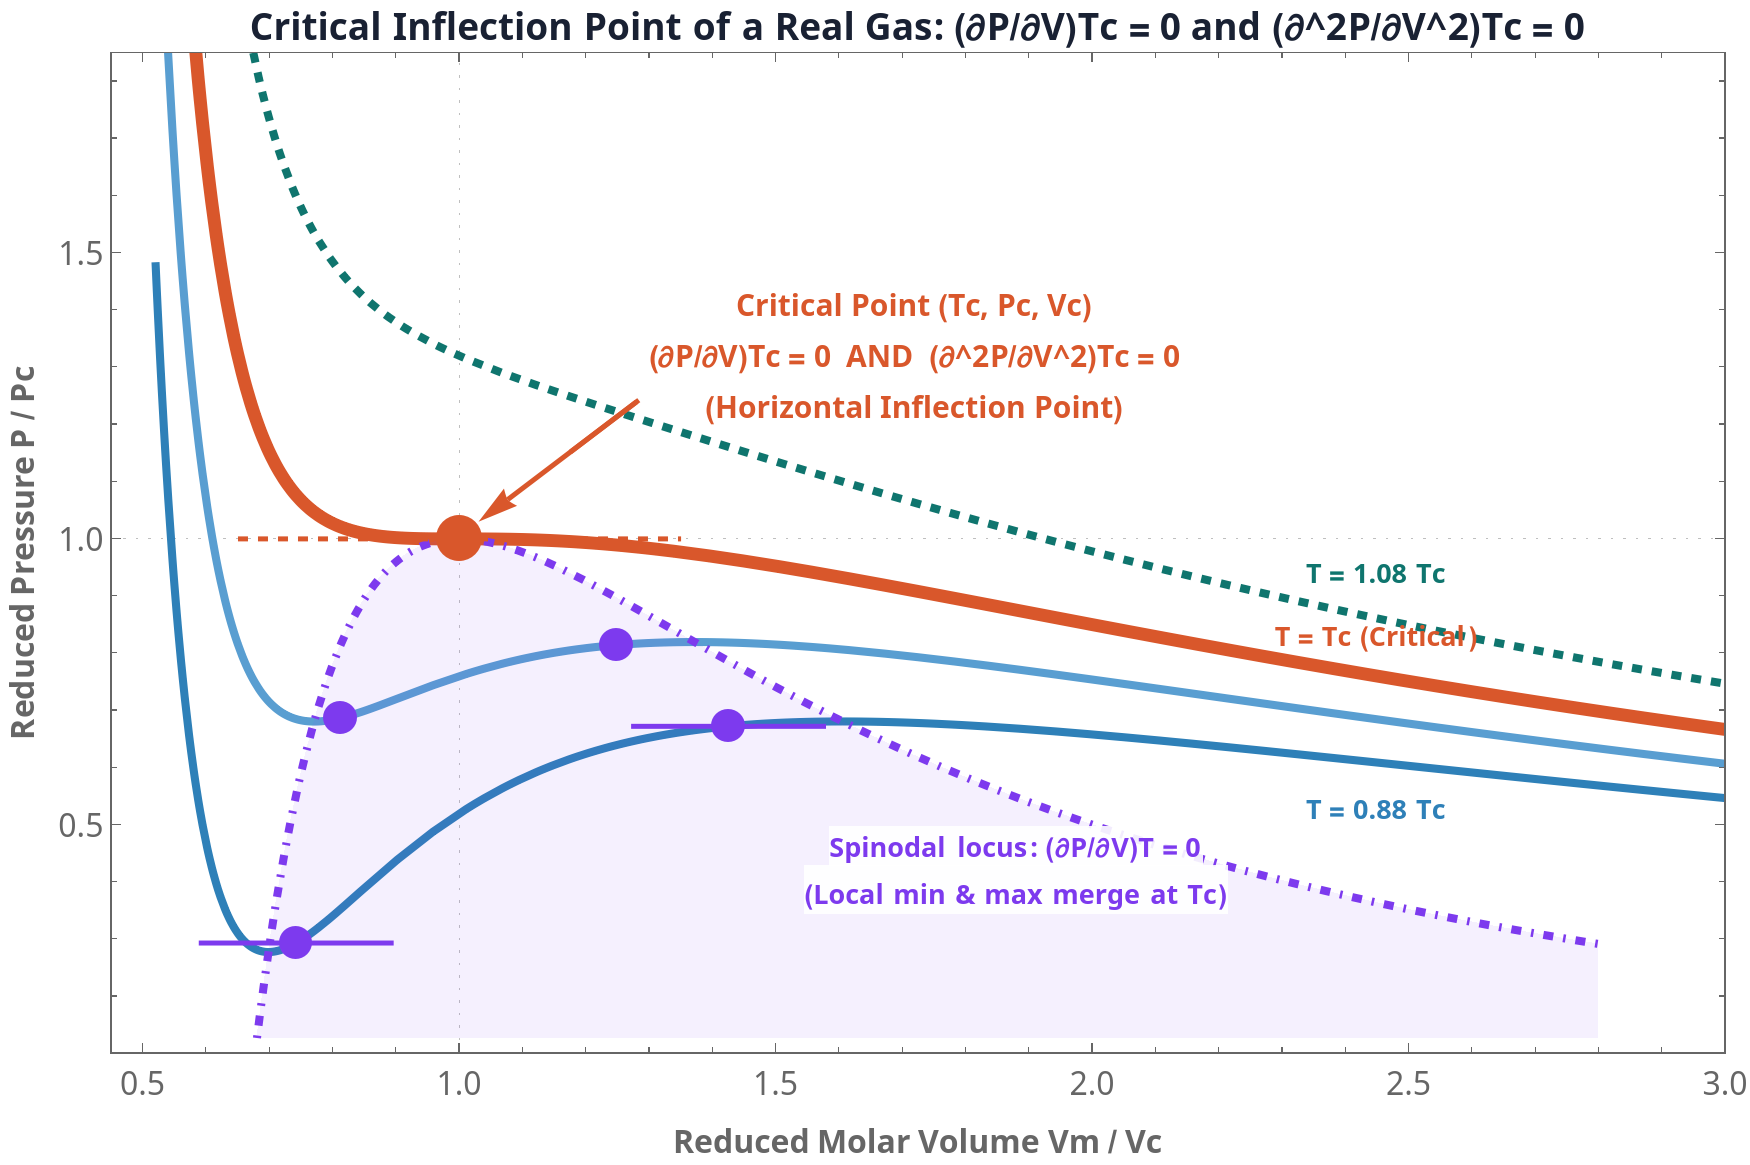 Critical Inflection Point of a Real Gas: (∂P/∂V)Tc = 0 and (∂^2P/∂V^2)Tc = 0
Reduced Pressure P / Pc
1.5
1.0
0.5
Critical Point (Tc, Pc, Vc)
(∂P/∂V)Tc = 0 AND (∂^2P/∂V^2)Tc = 0
(Horizontal Inflection Point)
T = 1.08 Tc
T = Tc (Critical)
T = 0.88 Tc
Spinodal locus: (∂P/∂V)T = 0
(Local min & max merge at Tc)
0.5 1.0 1.5 2.0 2.5 3.0
Reduced Molar Volume Vm / Vc